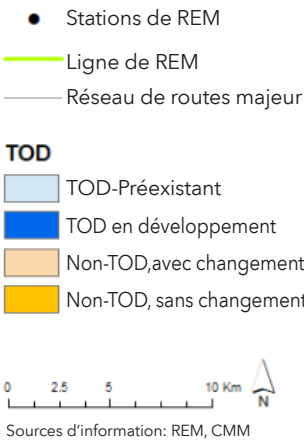 Stations de REM
Ligne de REM
Réseau de routes majeur
TOD
TOD-Préexistant
TOD en développement
Non-TOD,avec changement
Non-TOD, sans changement
0 2.5 5 10 Km
N
Sources d'information: REM, CMM